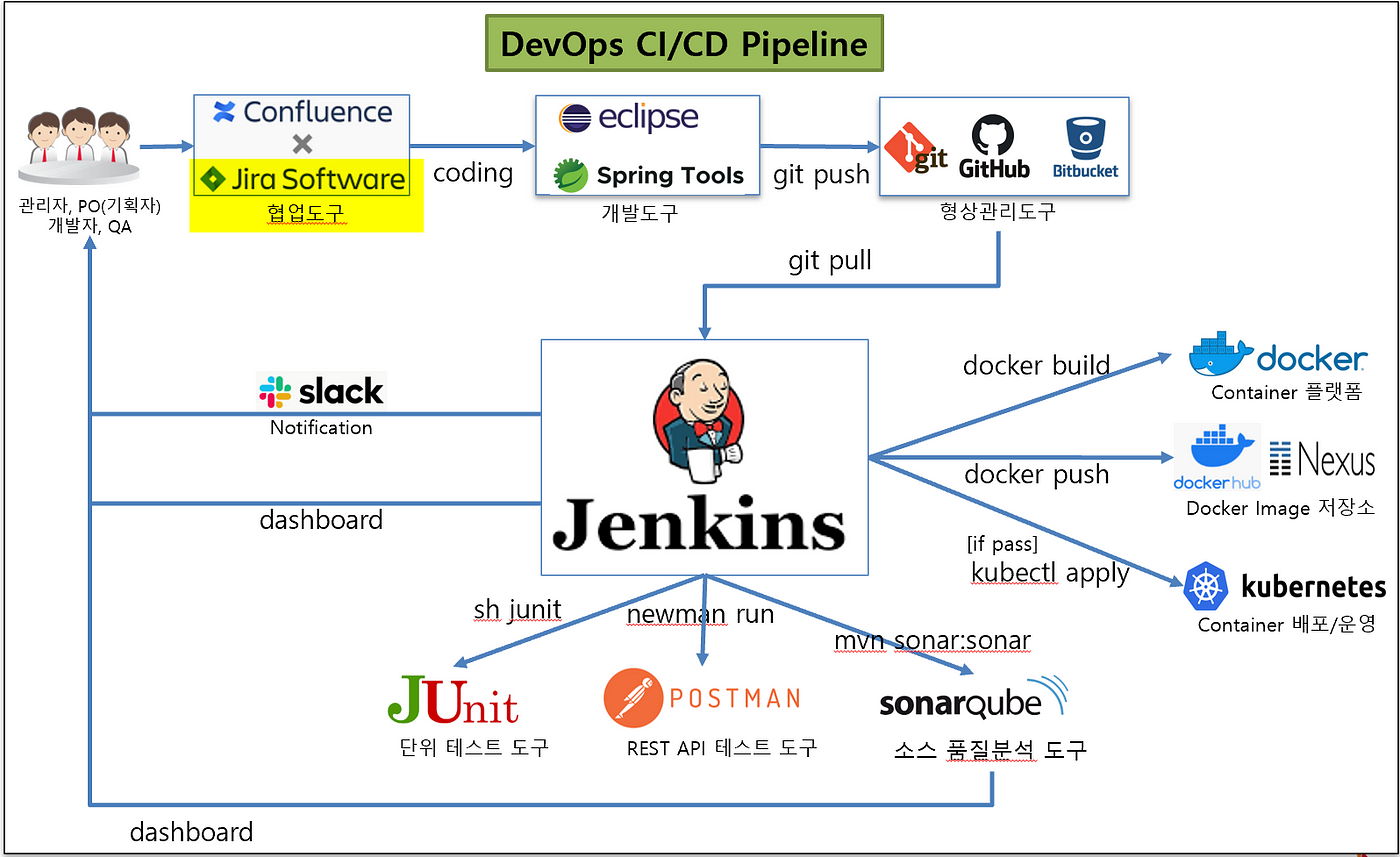 DevOps CI/CD Pipeline
Confluence
Jira Software
협업도구
관리자, PO(기획자)
개발자, QA
coding
eclipse
Spring Tools
개발도구
git push
git
GitHub
Bitbucket
형상관리도구
git pull
slack
Notification
dashboard
Jenkins
docker build
docker
Container 플랫폼
docker push
dockerhub
Nexus
Docker Image 저장소
[if pass]
kubectl apply
kubernetes
Container 배포/운영
sh junit
newman run
mvn sonar:sonar
JUnit
단위 테스트 도구
POSTMAN
REST API 테스트 도구
sonarqube
소스 품질분석 도구
dashboard